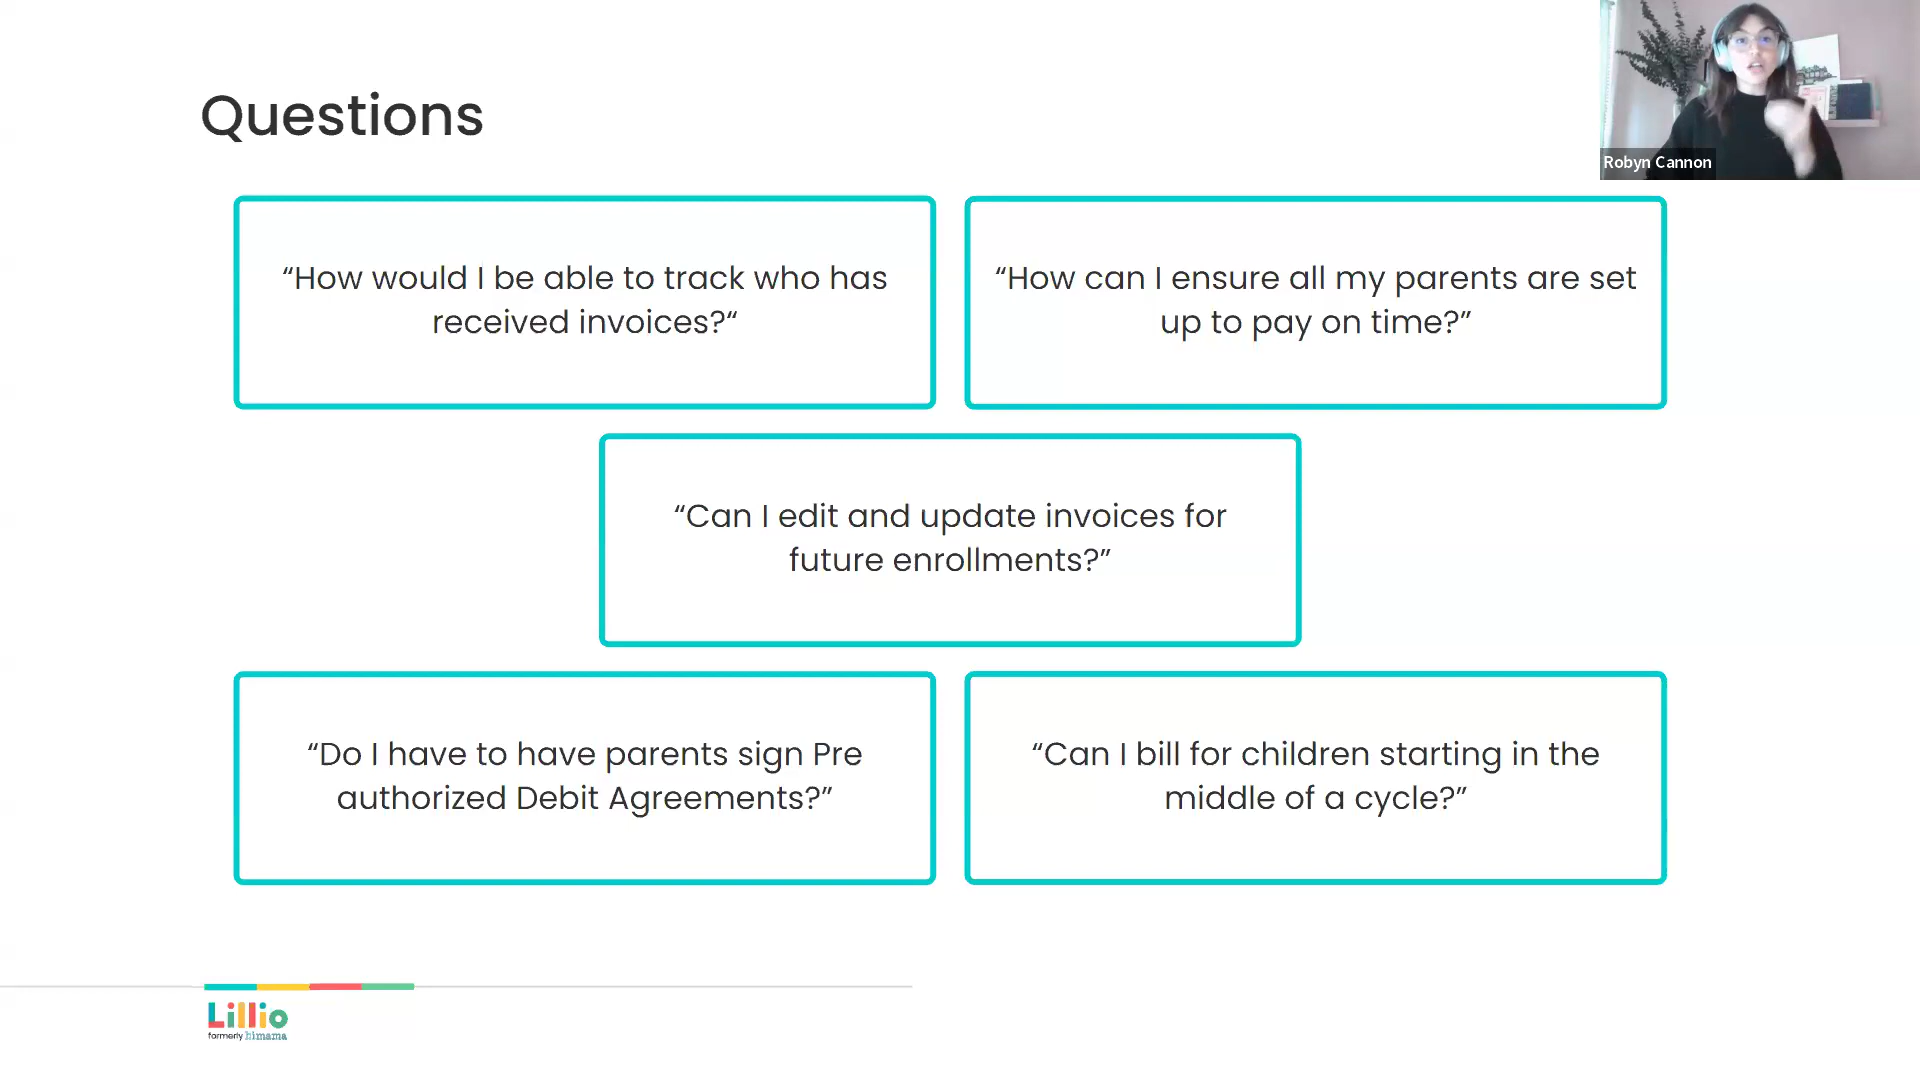 Questions
Robyn Cannon
“How would I be able to track who has
received invoices?“
“How can I ensure all my parents are set
up to pay on time?”
“Can I edit and update invoices for
future enrollments?”
“Do I have to have parents sign Pre
authorized Debit Agreements?”
“Can I bill for children starting in the
middle of a cycle?”
Lillio
formerly himama